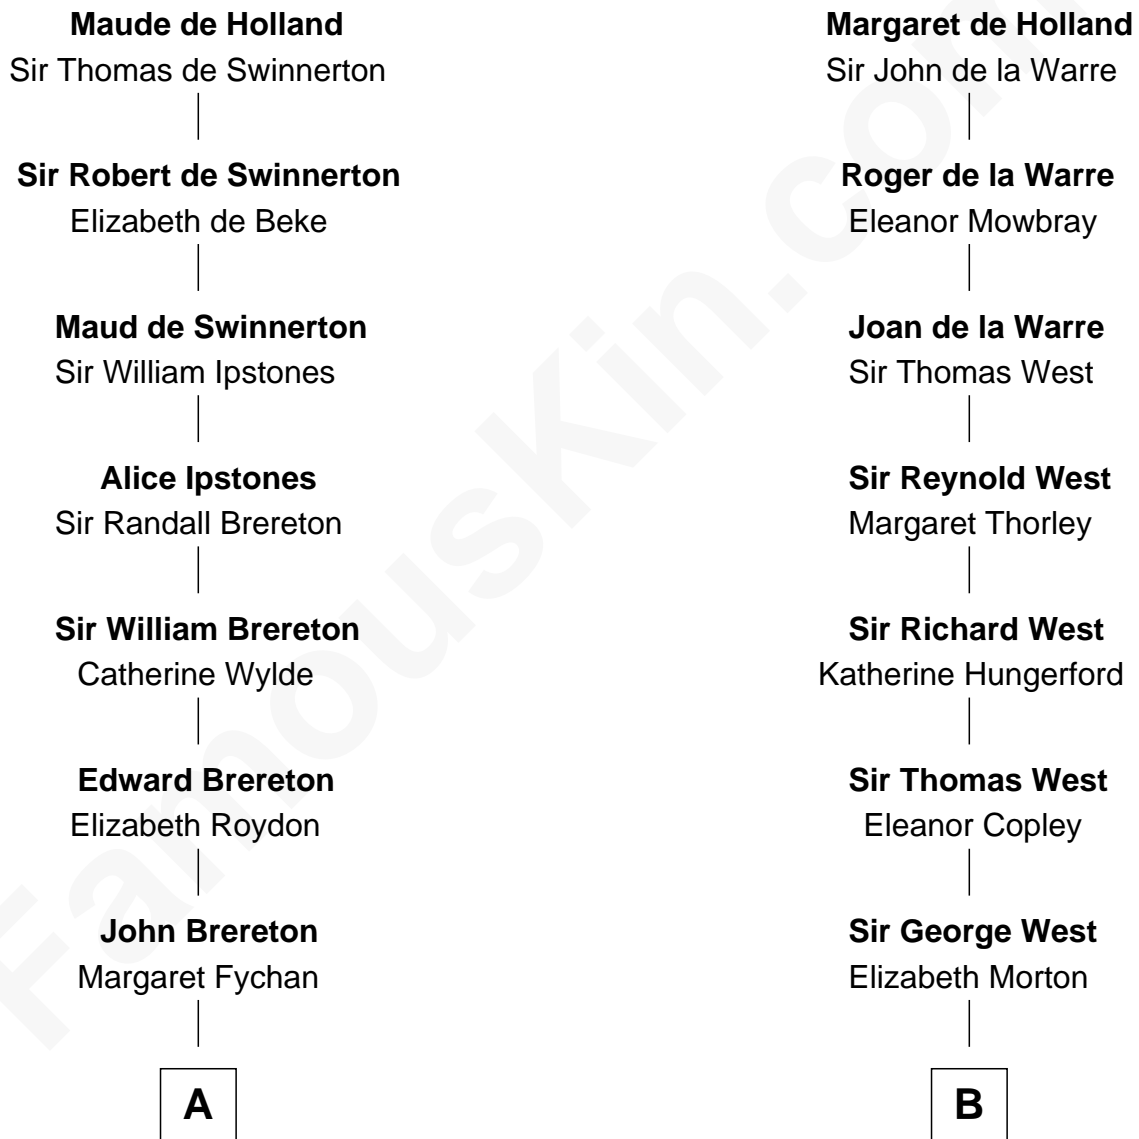 Maude de Holland
Sir Thomas de Swinnerton
Sir Robert de Swinnerton
Elizabeth de Beke
Maud de Swinnerton
Sir William Ipstones
Alice Ipstones
Sir Randall Brereton
Sir William Brereton
Catherine Wylde
Edward Brereton
Elizabeth Roydon
John Brereton
Margaret Fychan
A
Margaret de Holland
Sir John de la Warre
Roger de la Warre
Eleanor Mowbray
Joan de la Warre
Sir Thomas West
Sir Reynold West
Margaret Thorley
Sir Richard West
Katherine Hungerford
Sir Thomas West
Eleanor Copley
Sir George West
Elizabeth Morton
B
FamousKin.com